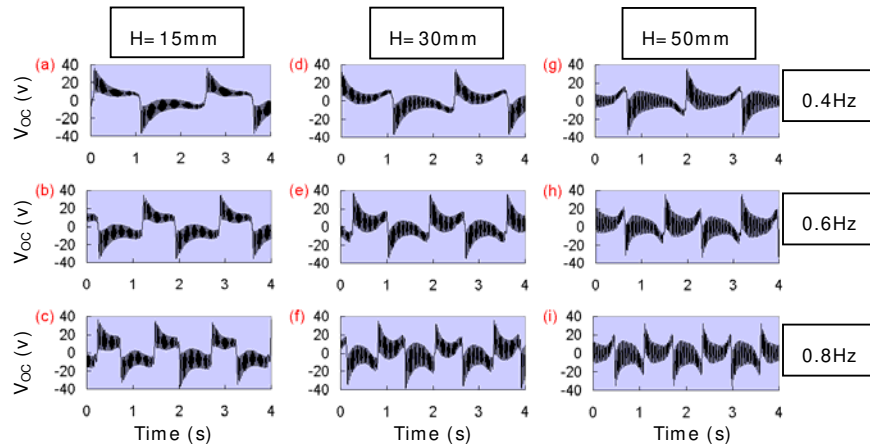 H= 15mm H= 30mm H= 50mm
(a) (d) (g)
V_OC (v) 40 20 0 -20 -40 40 20 0 -20 -40 40 20 0 -20 -40 0.4Hz
0 1 2 3 4 0 1 2 3 4 0 1 2 3 4
(b) (e) (h)
V_OC (v) 40 20 0 -20 -40 40 20 0 -20 -40 40 20 0 -20 -40 0.6Hz
0 1 2 3 4 0 1 2 3 4 0 1 2 3 4
(c) (f) (i)
V_OC (v) 40 20 0 -20 -40 40 20 0 -20 -40 40 20 0 -20 -40 0.8Hz
0 1 2 3 4 0 1 2 3 4 0 1 2 3 4
Time (s) Time (s) Time (s)